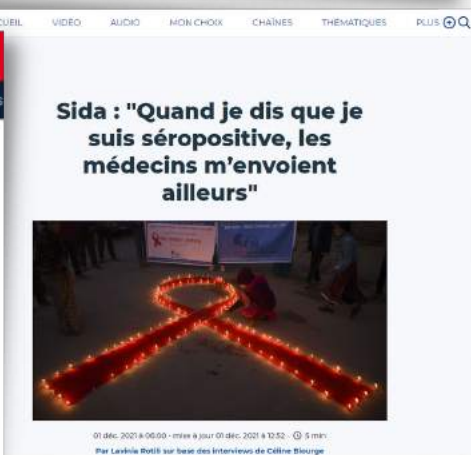 VIDÉO AUDIO MON CHOIX CHAÎNES THÉMATIQUES PLUS
Sida : "Quand je dis que je
suis séropositive, les
médecins m’envoient
ailleurs"
01 déc. 2021 à 06:00 - mise à jour 01 déc. 2021 à 12:52 - 5 min
Par Lavinia Rotili sur base des interviews de Céline Biourge